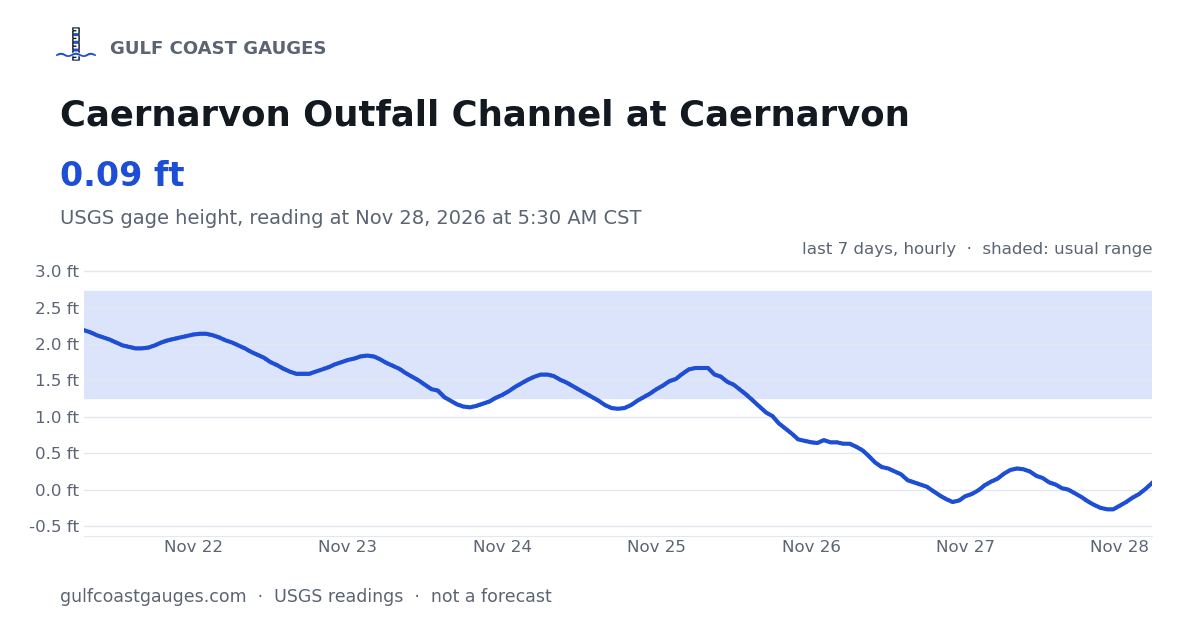 GULF COAST GAUGES
Caernarvon Outfall Channel at Caernarvon
0.09 ft
USGS gage height, reading at Nov 28, 2026 at 5:30 AM CST
last 7 days, hourly · shaded: usual range
3.0 ft
2.5 ft
2.0 ft
1.5 ft
1.0 ft
0.5 ft
0.0 ft
-0.5 ft
Nov 22 Nov 23 Nov 24 Nov 25 Nov 26 Nov 27 Nov 28
gulfcoastgauges.com · USGS readings · not a forecast